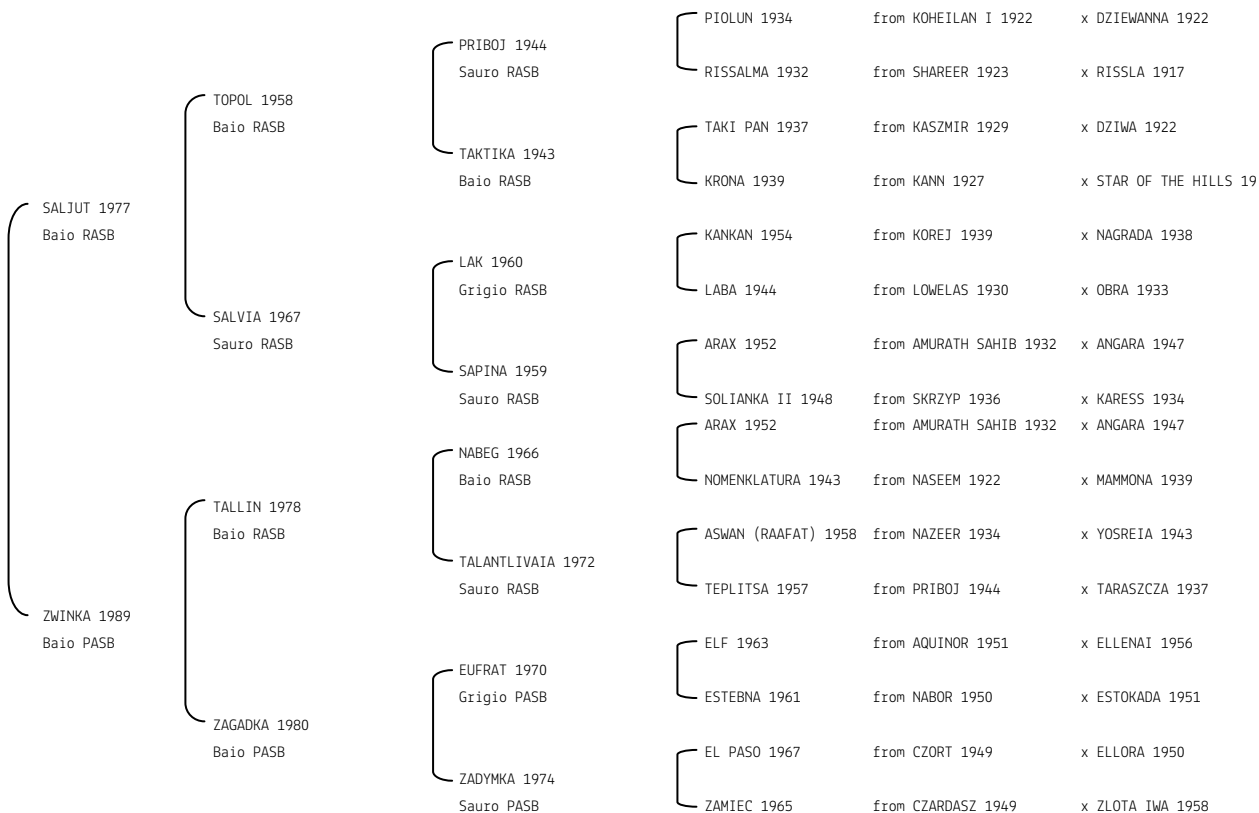 PIOLUN 1934 from KOHEILAN I 1922 x DZIEWANNA 1922
PRIBOJ 1944
Sauro RASB RISSALMA 1932 from SHAREER 1923 x RISSLA 1917
TOPOL 1958
Baio RASB TAKI PAN 1937 from KASZMIR 1929 x DZIWA 1922
TAKTIKA 1943
Baio RASB KRONA 1939 from KANN 1927 x STAR OF THE HILLS 19
SALJUT 1977
Baio RASB KANKAN 1954 from KOREJ 1939 x NAGRADA 1938
LAK 1960
Grigio RASB LABA 1944 from LOWELAS 1930 x OBRA 1933
SALVIA 1967
Sauro RASB ARAX 1952 from AMURATH SAHIB 1932 x ANGARA 1947
SAPINA 1959
Sauro RASB SOLIANKA II 1948 from SKRZYP 1936 x KARESS 1934
ARAX 1952 from AMURATH SAHIB 1932 x ANGARA 1947
NABEG 1966
Baio RASB NOMENKLATURA 1943 from NASEEM 1922 x MAMMONA 1939
TALLIN 1978
Baio RASB ASWAN (RAAFAT) 1958 from NAZEER 1934 x YOSREIA 1943
TALANTLIVAIA 1972
Sauro RASB TEPLITSA 1957 from PRIBOJ 1944 x TARASZCZA 1937
ZWINKA 1989
Baio PASB ELF 1963 from AQUINOR 1951 x ELLENAI 1956
EUFRAT 1970
Grigio PASB ESTEBNA 1961 from NABOR 1950 x ESTOKADA 1951
ZAGADKA 1980
Baio PASB EL PASO 1967 from CZORT 1949 x ELLORA 1950
ZADYMKA 1974
Sauro PASB ZAMIEC 1965 from CZARDASZ 1949 x ZLOTA IWA 1958